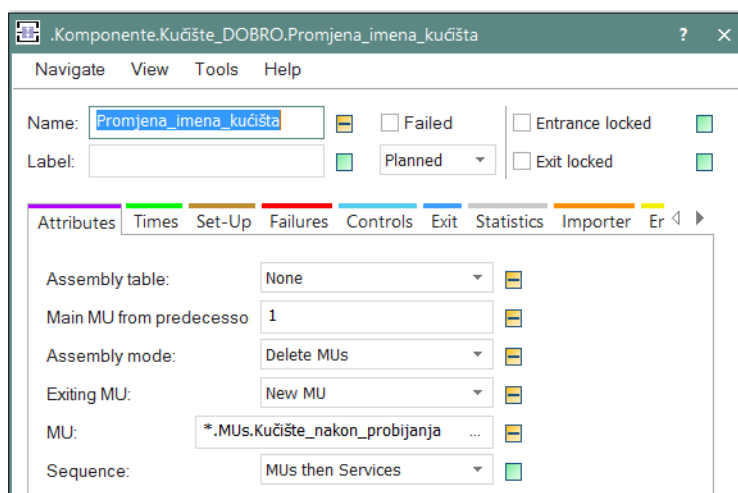 .Komponente.Kučište_DOBRO.Promjena_imena_kućišta ? ×
Navigate View Tools Help
Name: Promjena_imena_kućišta Failed Entrance locked
Label: Planned Exit locked
Attributes Times Set-Up Failures Controls Exit Statistics Importer Er
Assembly table: None
Main MU from predecesso 1
Assembly mode: Delete MUs
Exiting MU: New MU
MU: *.MUs.Kučište_nakon_probijanja ...
Sequence: MUs then Services